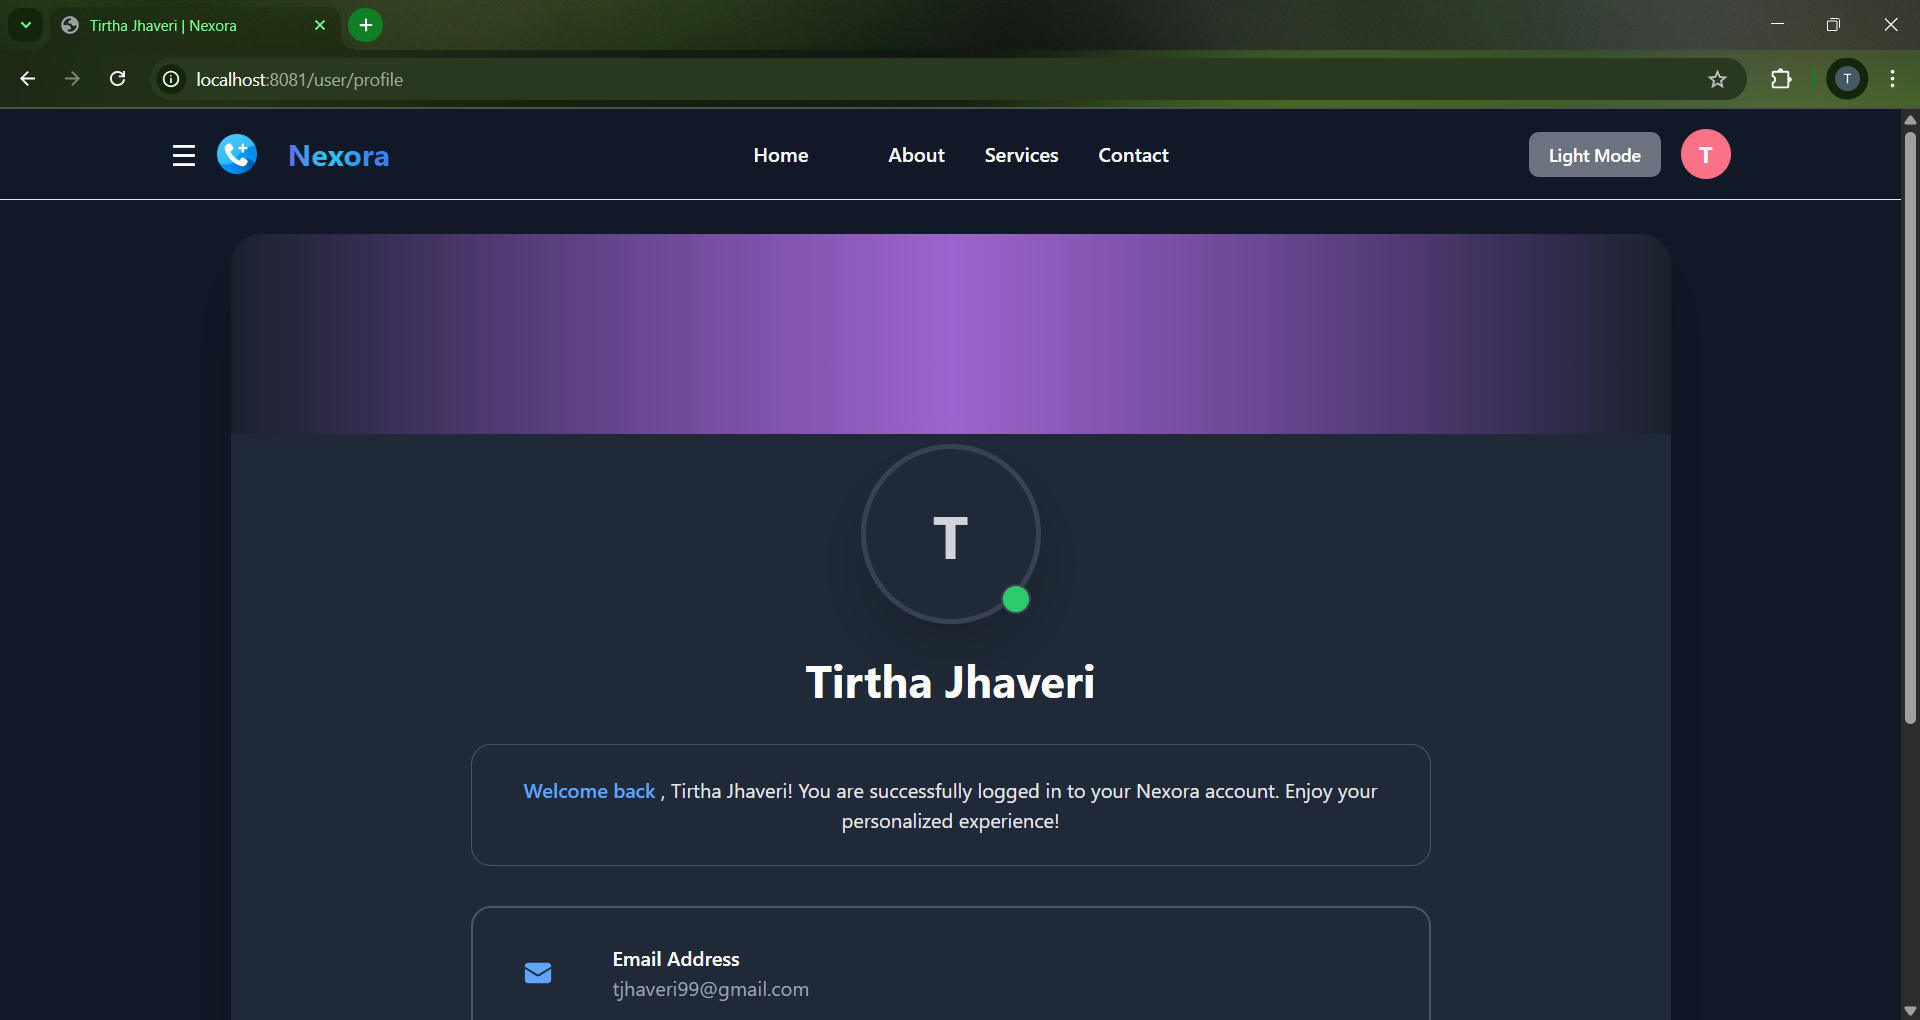 Tirtha Jhaveri | Nexora
localhost:8081/user/profile
T
Nexora
Home About Services Contact
Light Mode
T
T
Tirtha Jhaveri
Welcome back , Tirtha Jhaveri! You are successfully logged in to your Nexora account. Enjoy your
personalized experience!
Email Address
tjhaveri99@gmail.com